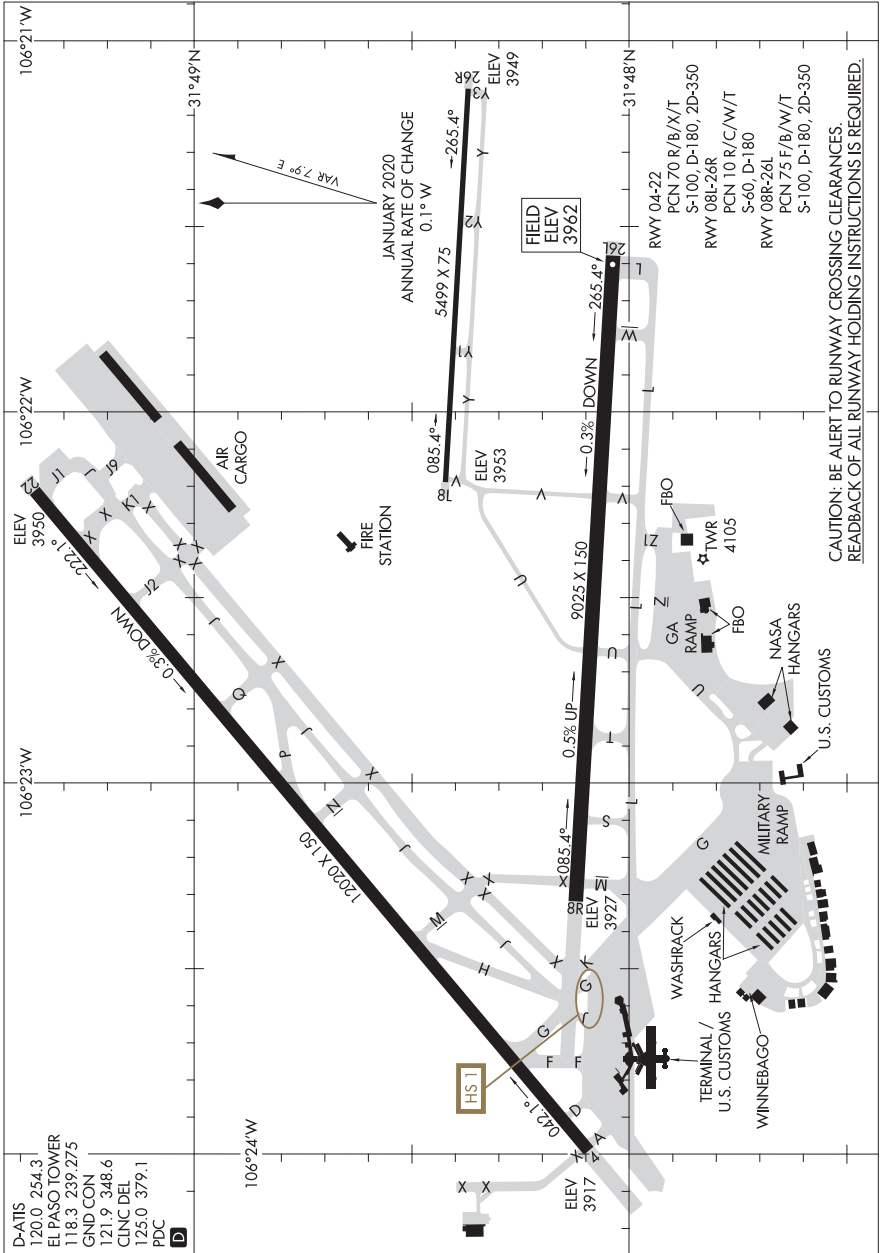 D-ATIS
120.0 254.3
EL PASO TOWER
118.3 239.275
GND CON
121.9 348.6
CLNC DEL
125.0 379.1
PDC
D
106°24'W
106°23'W
106°22'W
106°21'W
31°49'N
31°48'N
JANUARY 2020
ANNUAL RATE OF CHANGE
0.1° W
VAR 7.9° E
ELEV
3950
22
222.1°
0.3% DOWN
12020 X 150
042.1°
4
ELEV
3917
J1
J
J9
K1
X
X
X
X
X
X
J2
J
X
Q
P
J
X
N
J
X
X
X
M
J
H
G
F
F
D
A
X
X
X
HS 1
J
G
K
X
AIR
CARGO
FIRE
STATION
8L
085.4°
5499 X 75
265.4°
26R
ELEV
3949
ELEV
3953
V
Y
Y1
Y2
Y
Y3
V
U
FIELD
ELEV
3962
8R
ELEV
3927
085.4°
0.5% UP
9025 X 150
0.3% DOWN
265.4°
26L
X
M
S
T
U
V
W
L
L
L
L
Z
Z1
U
G
GA
RAMP
FBO
FBO
TWR
4105
NASA
HANGARS
U.S. CUSTOMS
MILITARY
RAMP
WASHRACK
HANGARS
WINNEBAGO
TERMINAL /
U.S. CUSTOMS
RWY 04-22
PCN 70 R/B/X/T
S-100, D-180, 2D-350
RWY 08L-26R
PCN 10 R/C/W/T
S-60, D-180
RWY 08R-26L
PCN 75 F/B/W/T
S-100, D-180, 2D-350
CAUTION: BE ALERT TO RUNWAY CROSSING CLEARANCES.
READBACK OF ALL RUNWAY HOLDING INSTRUCTIONS IS REQUIRED.